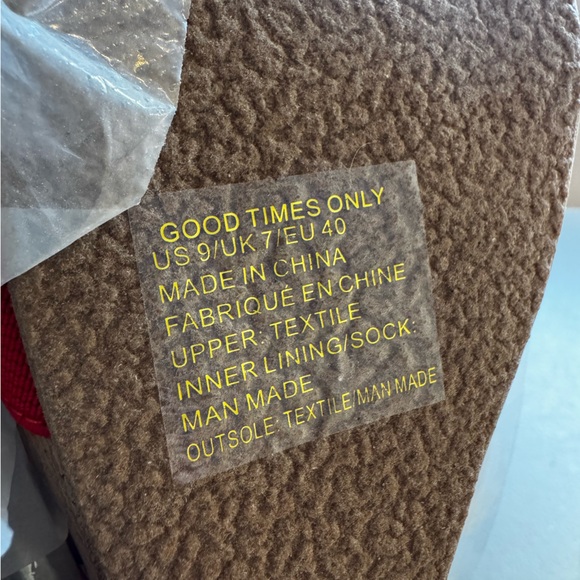 GOOD TIMES ONLY
US 9/UK 7/EU 40
MADE IN CHINA
FABRIQUÉ EN CHINE
UPPER: TEXTILE
INNER LINING/SOCK:
MAN MADE
OUTSOLE: TEXTILE/MAN MADE